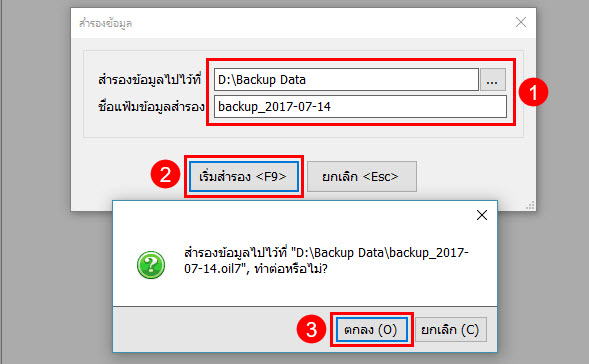 สำรองข้อมูล
สำรองข้อมูลไปไว้ที่ D:\Backup Data ...
1
ชื่อแฟ้มข้อมูลสำรอง backup_2017-07-14
2 เริ่มสำรอง <F9> ยกเลิก <Esc>
สำรองข้อมูลไปไว้ที่ "D:\Backup Data\backup_2017-
07-14.oil7", ทำต่อหรือไม่?
3 ตกลง (O) ยกเลิก (C)